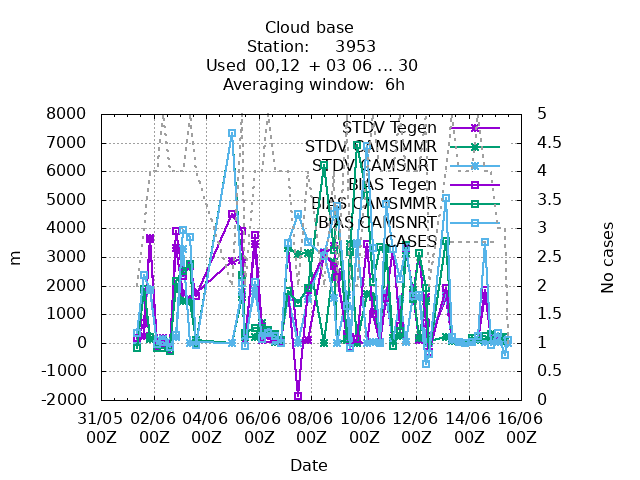 Cloud base
Station: 3953
Used 00,12 + 03 06 ... 30
Averaging window: 6h
8000
7000
6000
5000
4000
3000
2000
1000
0
-1000
-2000
5
4.5
4
3.5
3
2.5
2
1.5
1
0.5
0
m
No cases
STDV Tegen
STDV CAMSMMR
STDV CAMSNRT
BIAS Tegen
BIAS CAMSMMR
BIAS CAMSNRT
CASES
31/05 02/06 04/06 06/06 08/06 10/06 12/06 14/06 16/06
00Z 00Z 00Z 00Z 00Z 00Z 00Z 00Z 00Z
Date